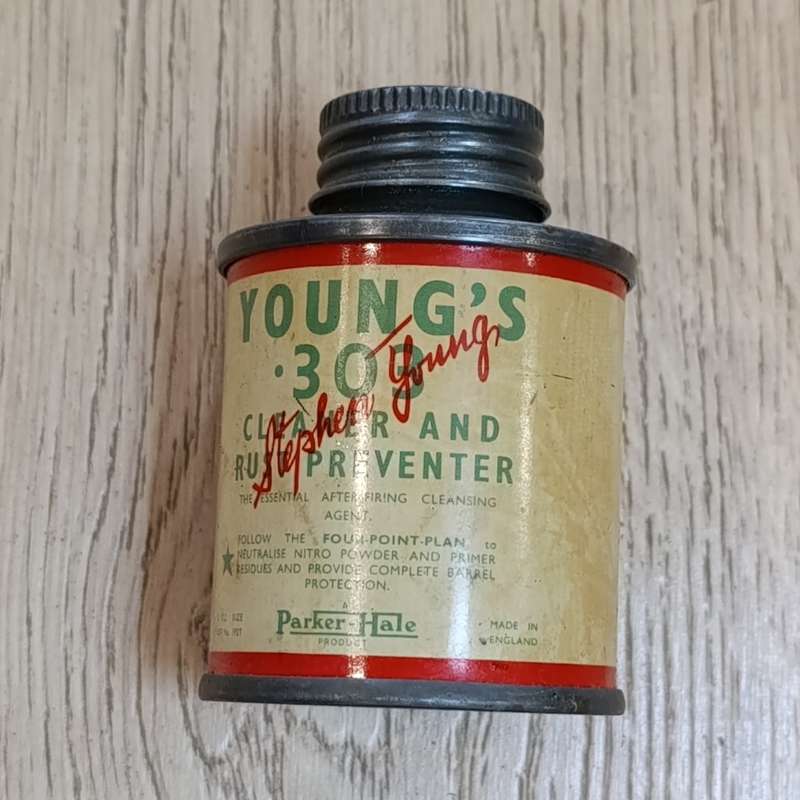 YOUNG'S
·303
Stephen Young
CLEANER AND
RUST PREVENTER
THE ESSENTIAL AFTER FIRING CLEANSING
AGENT.
FOLLOW THE FOUR-POINT-PLAN to
NEUTRALISE NITRO POWDER AND PRIMER
RESIDUES AND PROVIDE COMPLETE BARREL
PROTECTION.
A
Parker-Hale
PRODUCT
SIZE
MADE IN
ENGLAND